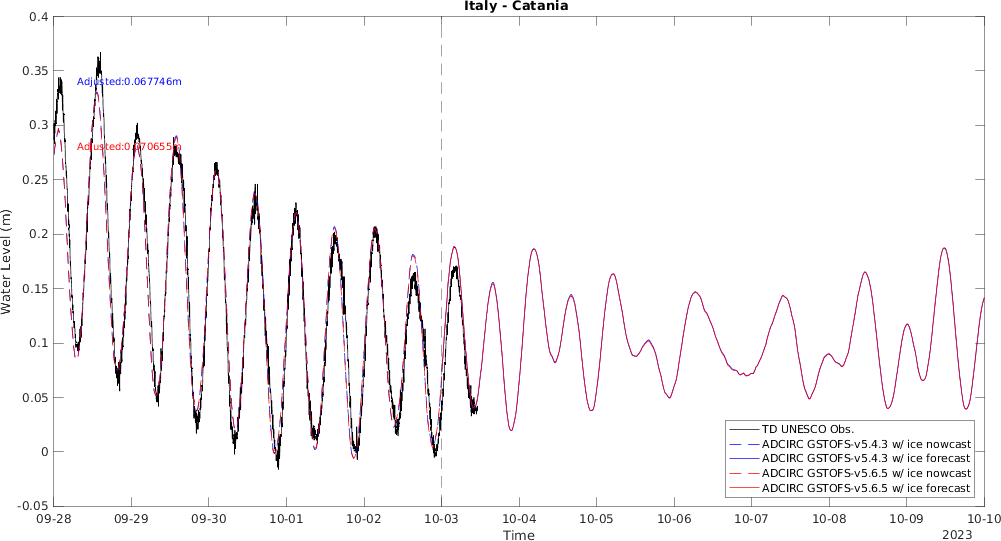 Italy - Catania
0.4
0.35
0.3
0.25
0.2
0.15
0.1
0.05
0
-0.05
Water Level (m)
Adjusted:0.067746m
Adjusted:0.070655m
09-28 09-29 09-30 10-01 10-02 10-03 10-04 10-05 10-06 10-07 10-08 10-09 10-10
Time
2023
TD UNESCO Obs.
ADCIRC GSTOFS-v5.4.3 w/ ice nowcast
ADCIRC GSTOFS-v5.4.3 w/ ice forecast
ADCIRC GSTOFS-v5.6.5 w/ ice nowcast
ADCIRC GSTOFS-v5.6.5 w/ ice forecast